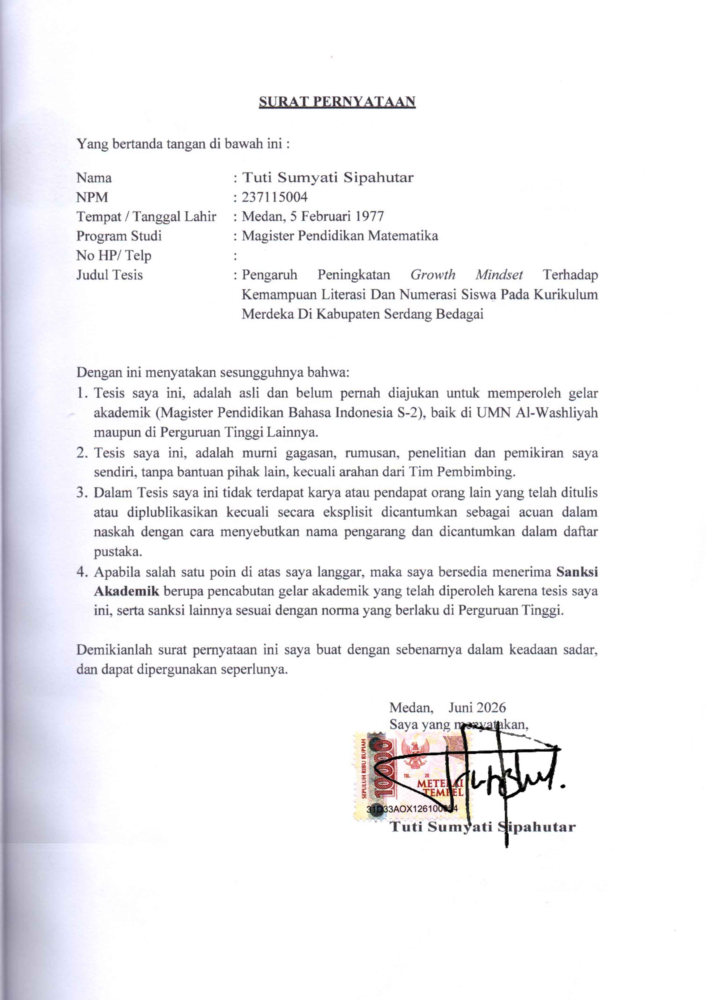 SURAT PERNYATAAN
Yang bertanda tangan di bawah ini :
Nama : Tuti Sumyati Sipahutar
NPM : 237115004
Tempat / Tanggal Lahir : Medan, 5 Februari 1977
Program Studi : Magister Pendidikan Matematika
No HP/ Telp :
Judul Tesis : Pengaruh Peningkatan Growth Mindset Terhadap
Kemampuan Literasi Dan Numerasi Siswa Pada Kurikulum
Merdeka Di Kabupaten Serdang Bedagai
Dengan ini menyatakan sesungguhnya bahwa:
1. Tesis saya ini, adalah asli dan belum pernah diajukan untuk memperoleh gelar
akademik (Magister Pendidikan Bahasa Indonesia S-2), baik di UMN Al-Washliyah
maupun di Perguruan Tinggi Lainnya.
2. Tesis saya ini, adalah murni gagasan, rumusan, penelitian dan pemikiran saya
sendiri, tanpa bantuan pihak lain, kecuali arahan dari Tim Pembimbing.
3. Dalam Tesis saya ini tidak terdapat karya atau pendapat orang lain yang telah ditulis
atau diplublikasikan kecuali secara eksplisit dicantumkan sebagai acuan dalam
naskah dengan cara menyebutkan nama pengarang dan dicantumkan dalam daftar
pustaka.
4. Apabila salah satu poin di atas saya langgar, maka saya bersedia menerima Sanksi
Akademik berupa pencabutan gelar akademik yang telah diperoleh karena tesis saya
ini, serta sanksi lainnya sesuai dengan norma yang berlaku di Perguruan Tinggi.
Demikianlah surat pernyataan ini saya buat dengan sebenarnya dalam keadaan sadar,
dan dapat dipergunakan seperlunya.
Medan, Juni 2026
Saya yang menyatakan,
SEPULUH RIBU RUPIAH
10000
TGL. 20
METERAI
TEMPEL
Tuti Sumyati Sipahutar